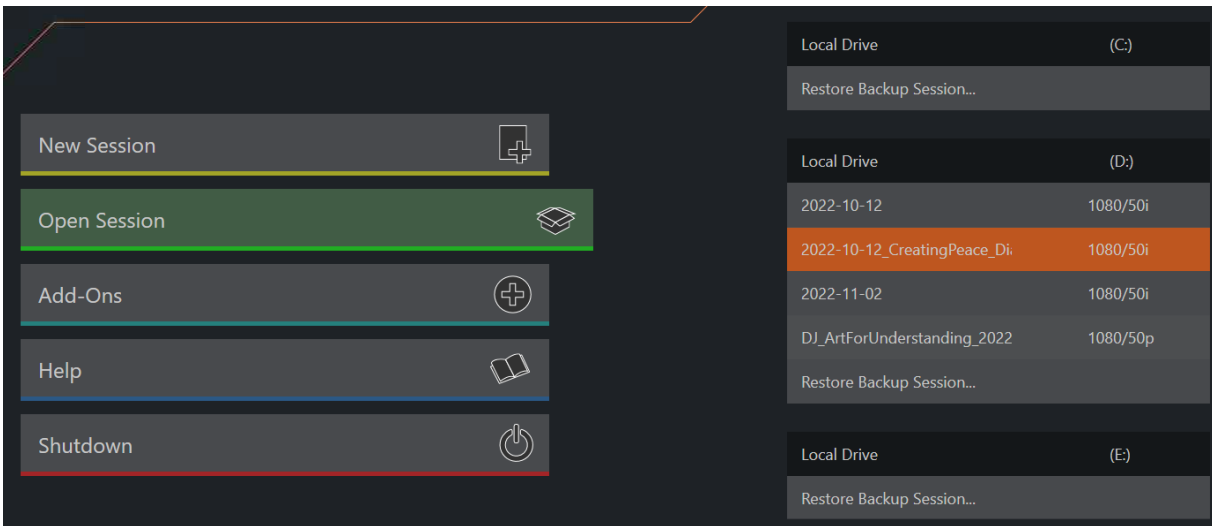 New Session
Open Session
Add-Ons
Help
Shutdown
Local Drive (C:)
Restore Backup Session...
Local Drive (D:)
2022-10-12 1080/50i
2022-10-12_CreatingPeace_Di 1080/50i
2022-11-02 1080/50i
DJ_ArtForUnderstanding_2022 1080/50p
Restore Backup Session...
Local Drive (E:)
Restore Backup Session...